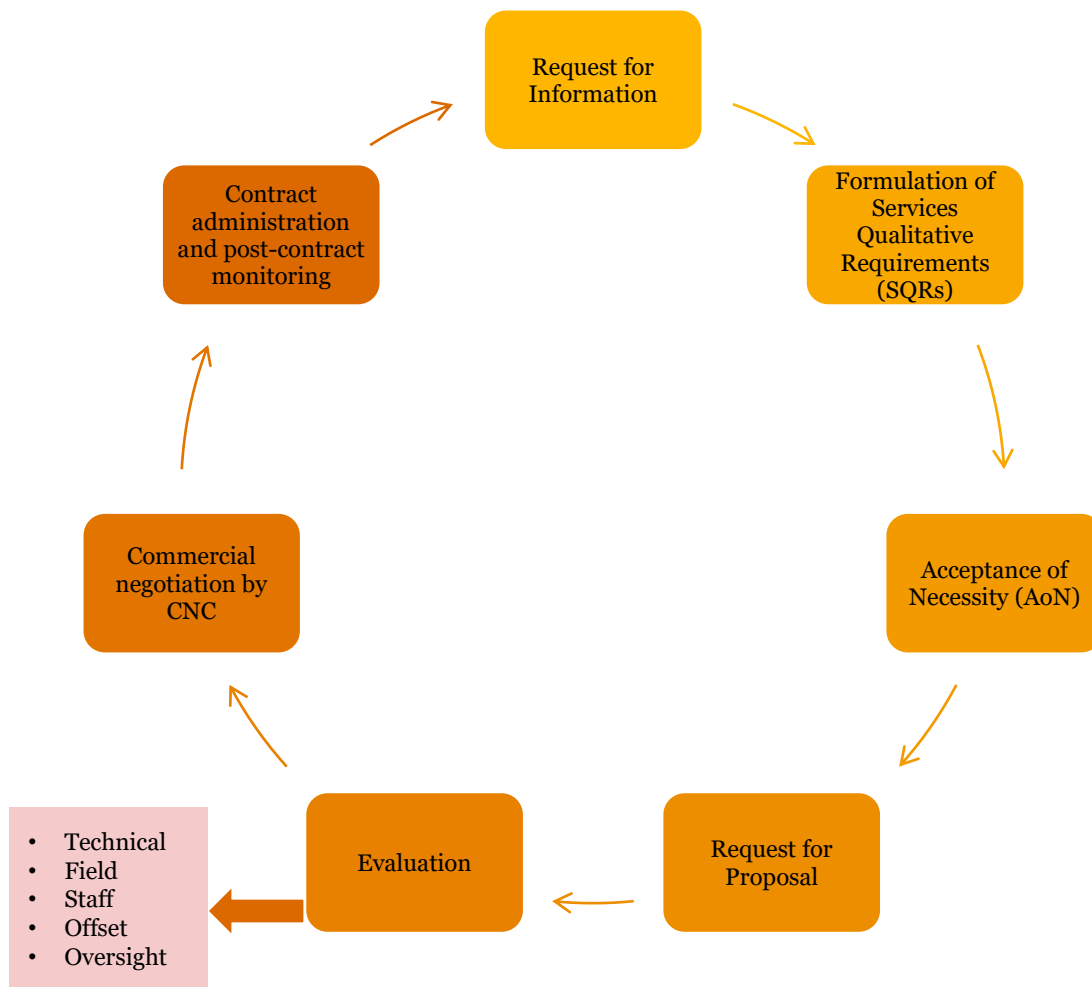 Request for
Information
Formulation of
Services
Qualitative
Requirements
(SQRs)
Acceptance of
Necessity (AoN)
Request for
Proposal
Evaluation
• Technical
• Field
• Staff
• Offset
• Oversight
Commercial
negotiation by
CNC
Contract
administration
and post-contract
monitoring